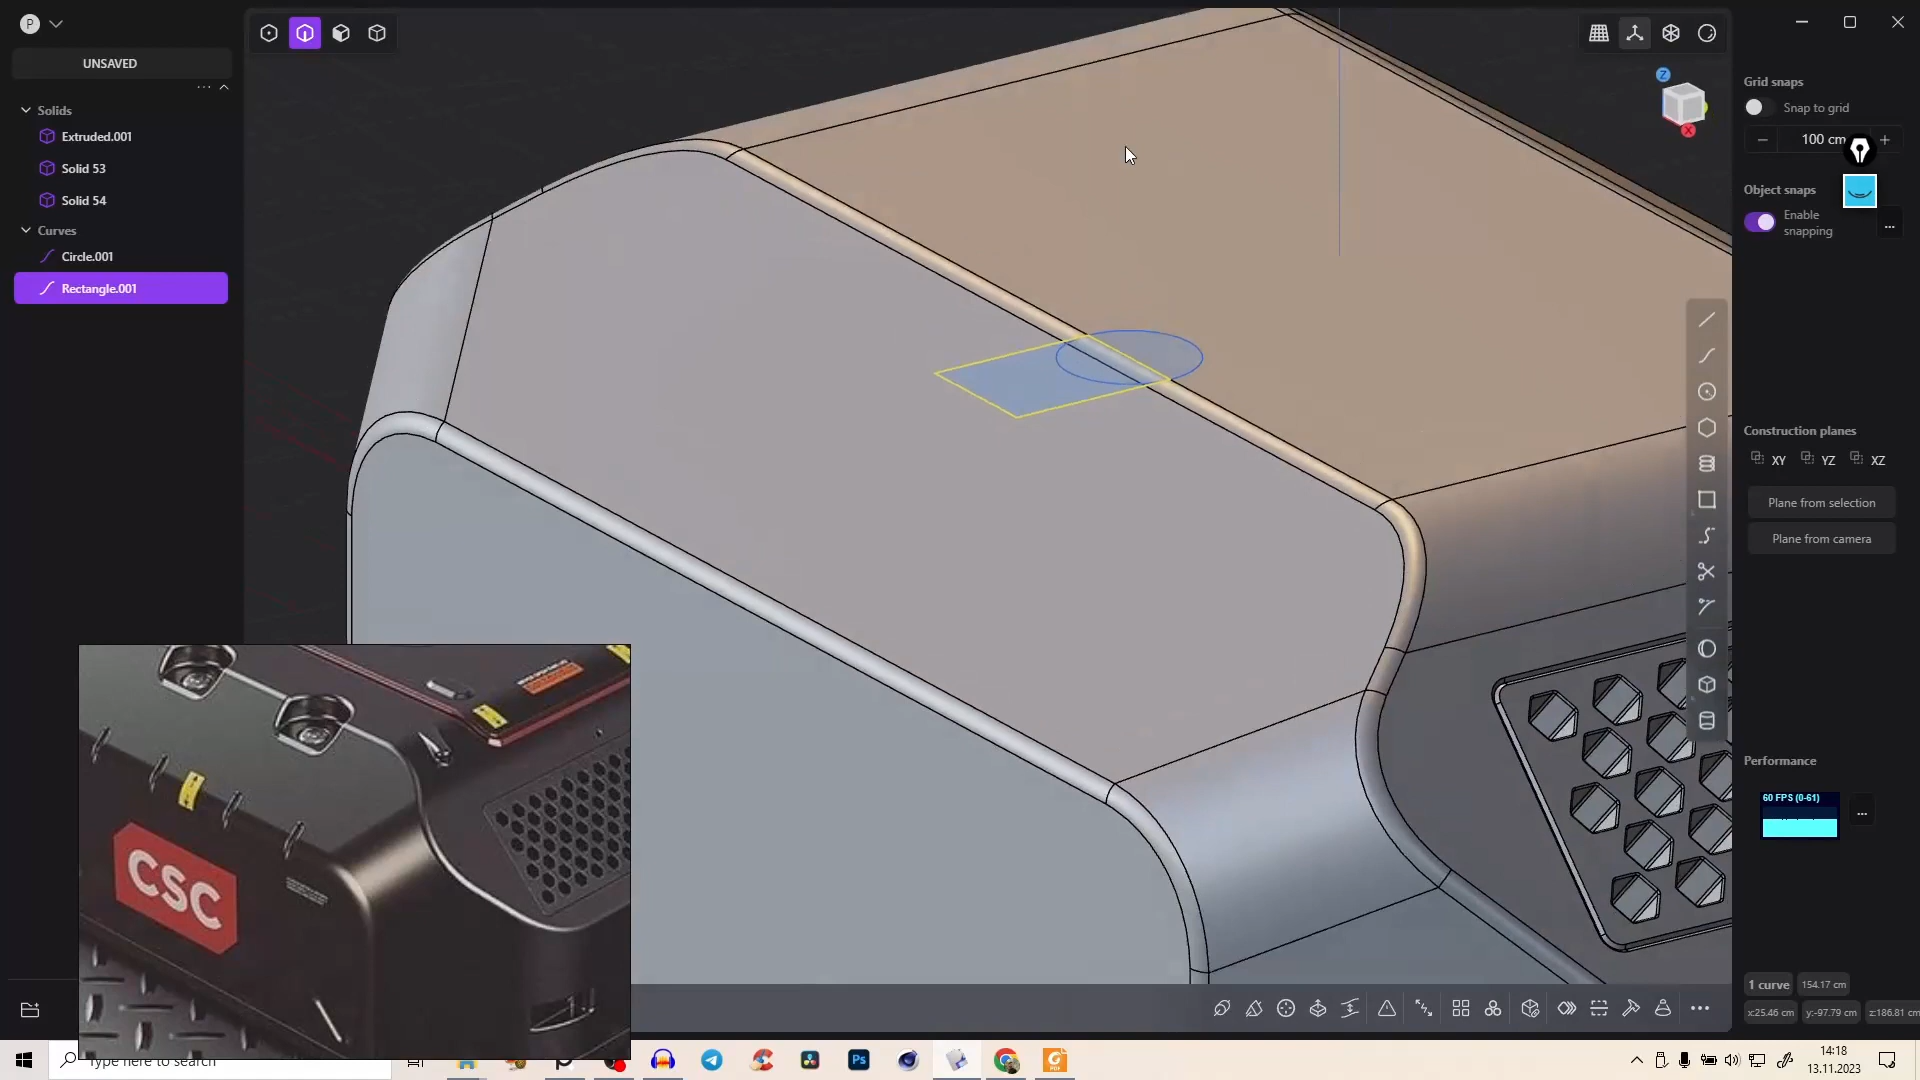 P
UNSAVED
Solids
Extruded.001
Solid 53
Solid 54
Curves
Circle.001
Rectangle.001
Z
X
Grid snaps
Snap to grid
100 cm
Object snaps
Enable
snapping
Construction planes
XY YZ XZ
Plane from selection
Plane from camera
Performance
60 FPS (0-61)
1 curve 154.17 cm
x:25.46 cm y:-97.79 cm z:186.81 cm
CSC
Type here to search
Ps
14:18
13.11.2023